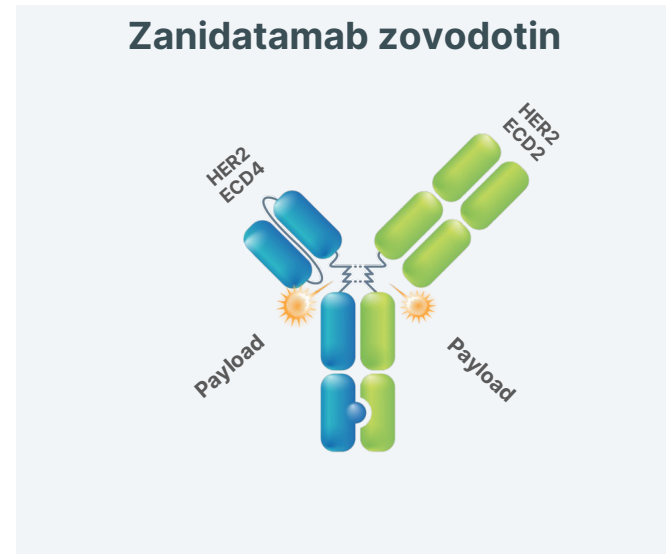 Zanidatamab zovodotin
HER2
ECD4
HER2
ECD2
Payload
Payload